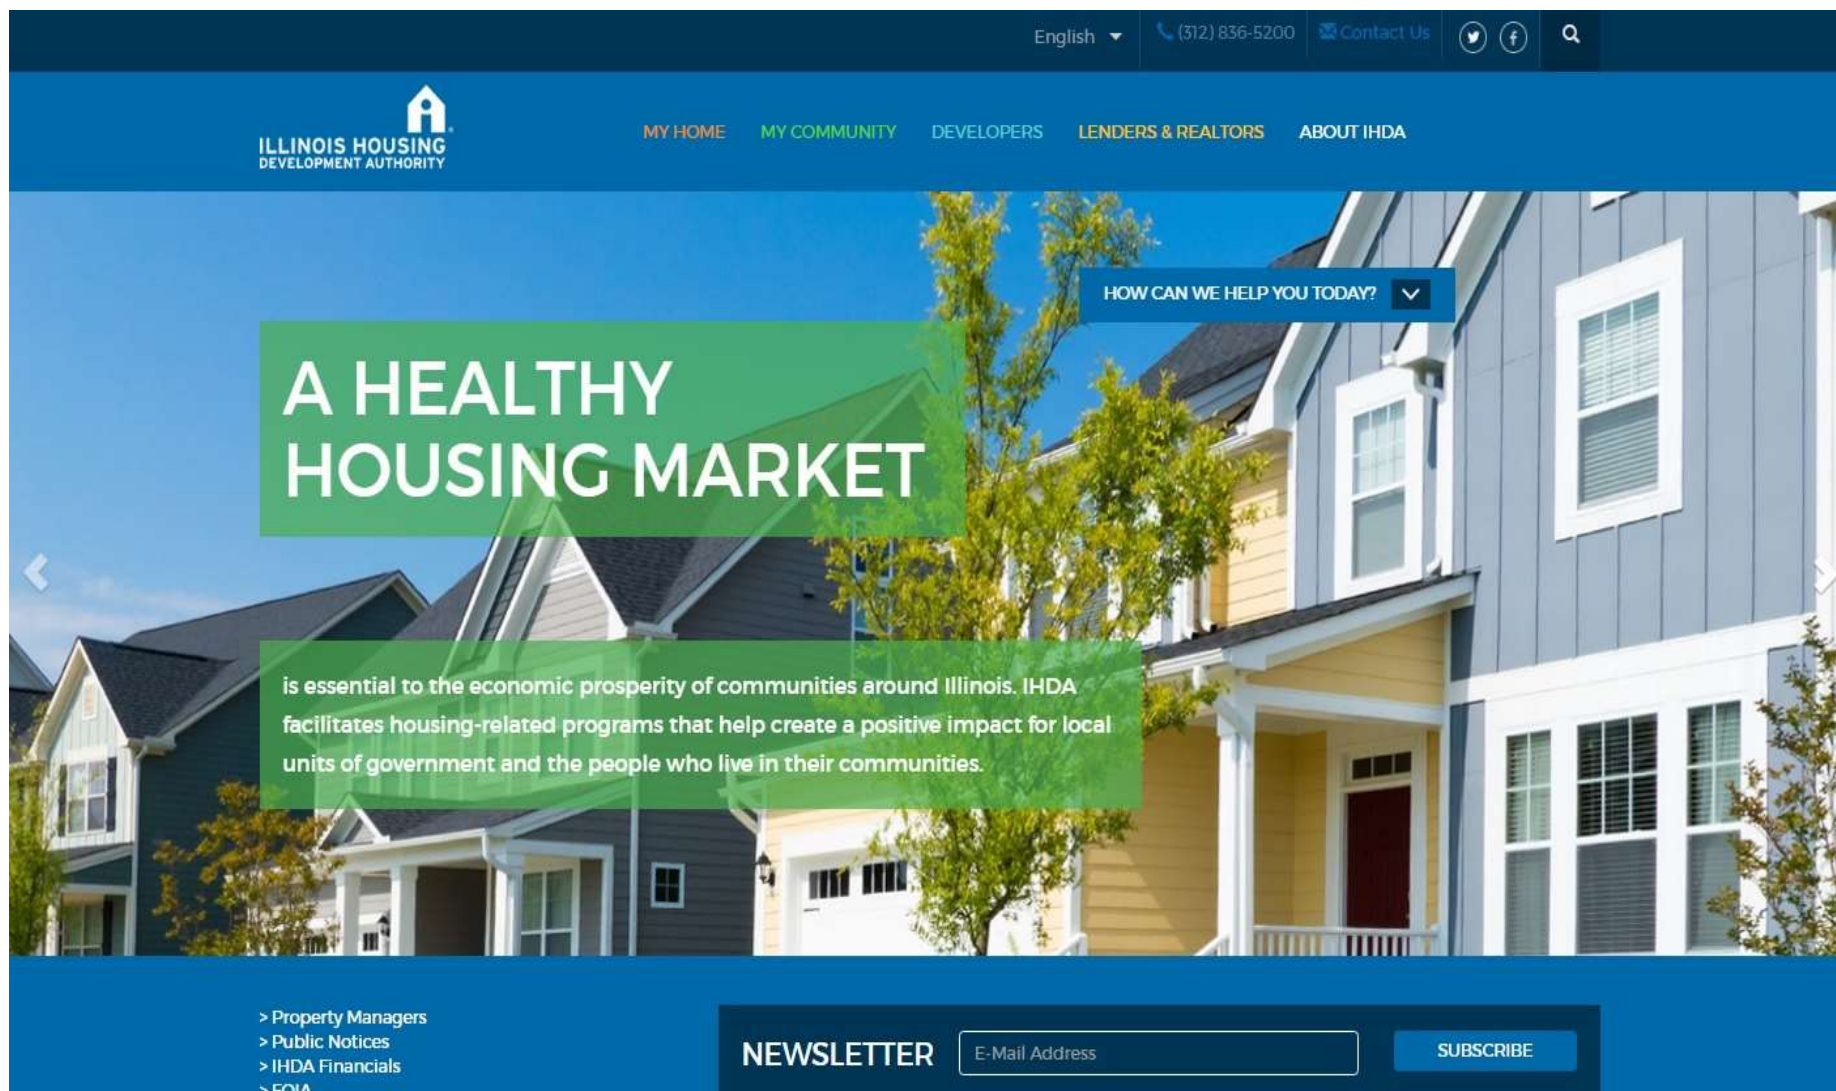 English
(312) 836-5200
Contact Us
ILLINOIS HOUSING
DEVELOPMENT AUTHORITY
MY HOME
MY COMMUNITY
DEVELOPERS
LENDERS & REALTORS
ABOUT IHDA
HOW CAN WE HELP YOU TODAY?
A HEALTHY
HOUSING MARKET
is essential to the economic prosperity of communities around Illinois. IHDA
facilitates housing-related programs that help create a positive impact for local
units of government and the people who live in their communities.
> Property Managers
> Public Notices
> IHDA Financials
> FOIA
NEWSLETTER
E-Mail Address
SUBSCRIBE